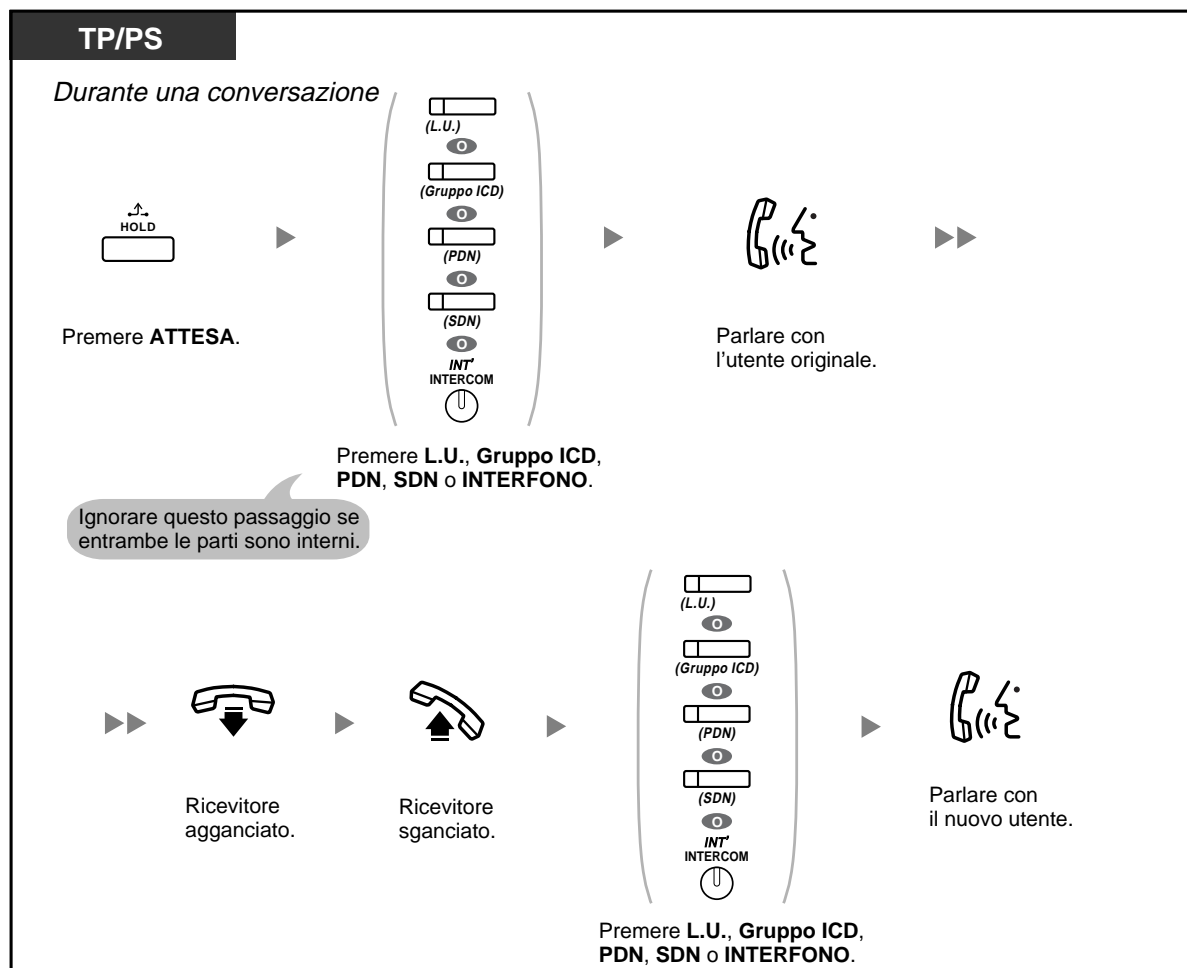 TP/PS
Durante una conversazione
(L.U.)
O
(Gruppo ICD)
O
(PDN)
O
(SDN)
O
INT'
INTERCOM
HOLD
Premere ATTESA.
Premere L.U., Gruppo ICD,
PDN, SDN o INTERFONO.
Parlare con
l'utente originale.
Ignorare questo passaggio se
entrambe le parti sono interni.
Ricevitore
agganciato.
Ricevitore
sganciato.
(L.U.)
O
(Gruppo ICD)
O
(PDN)
O
(SDN)
O
INT'
INTERCOM
Premere L.U., Gruppo ICD,
PDN, SDN o INTERFONO.
Parlare con
il nuovo utente.